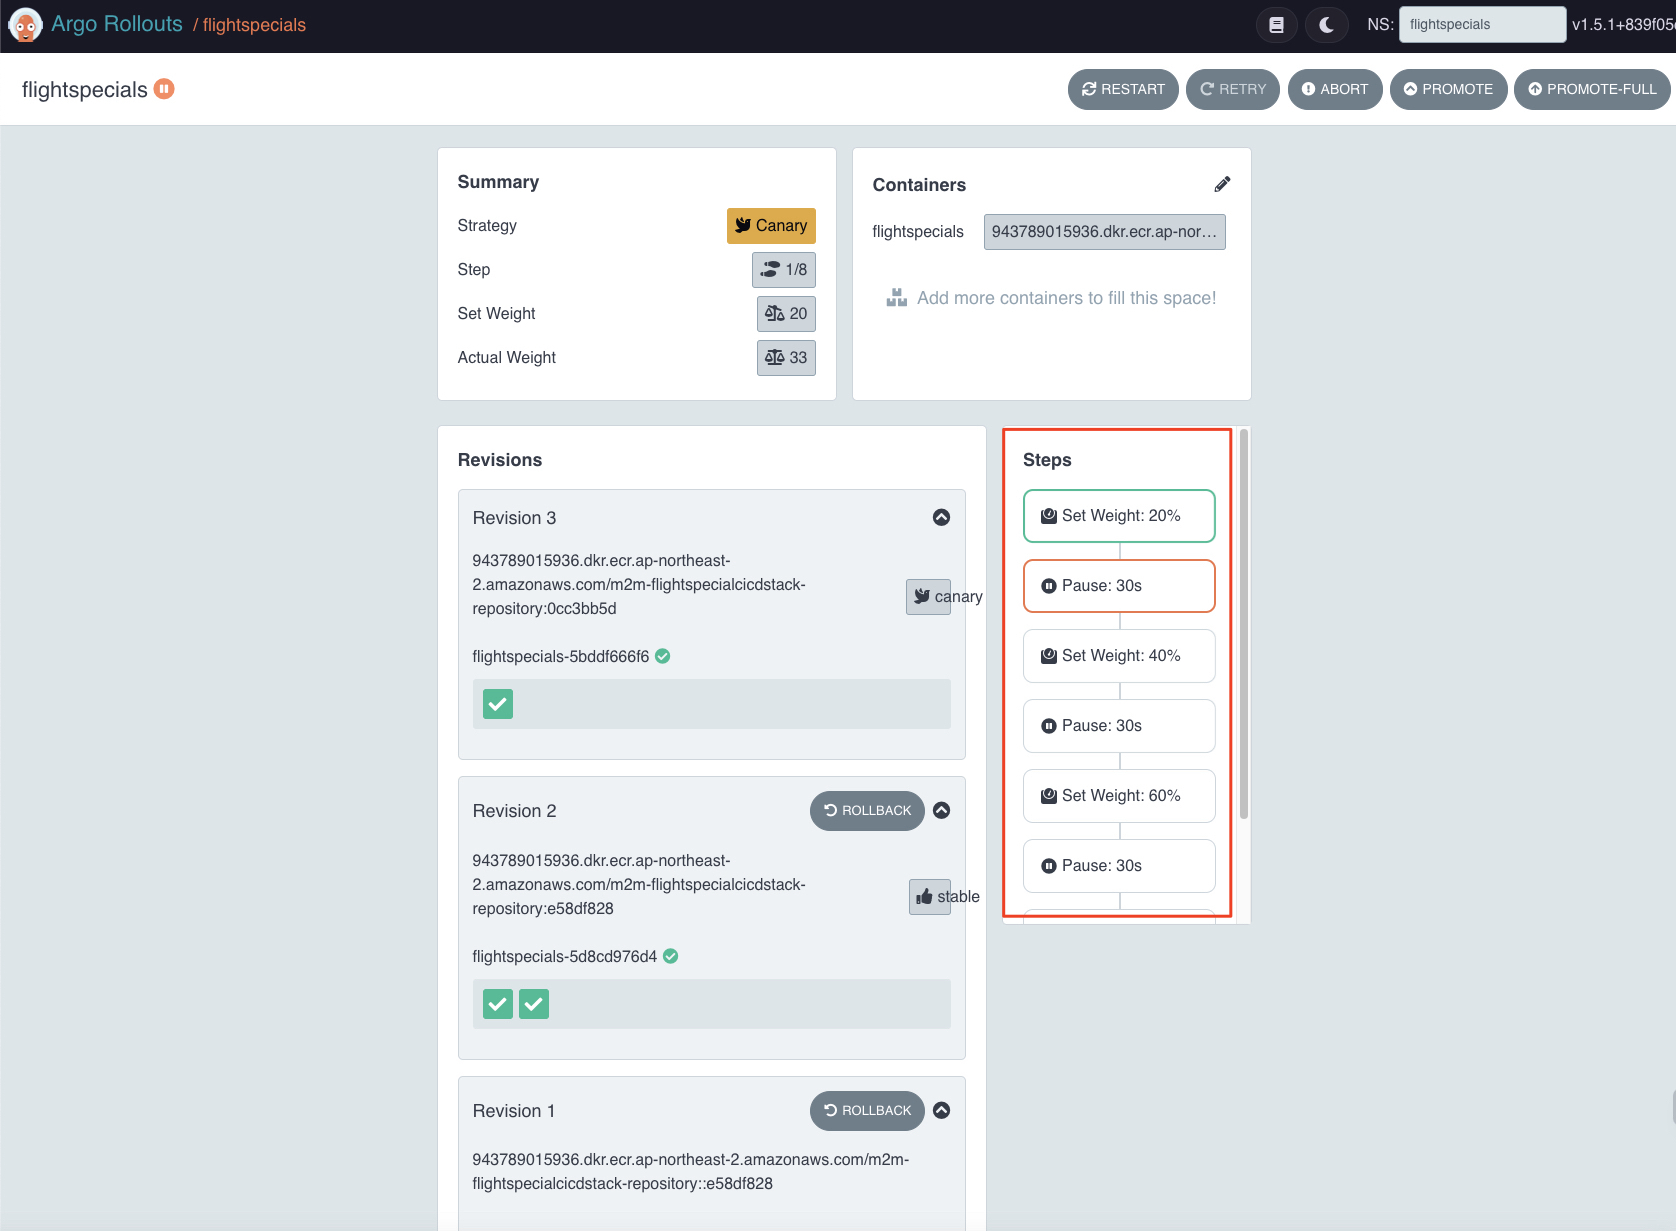 Argo Rollouts / flightspecials
NS: flightspecials v1.5.1+839f05
flightspecials
RESTART RETRY ABORT PROMOTE PROMOTE-FULL
Summary
Strategy Canary
Step 1/8
Set Weight 20
Actual Weight 33
Containers
flightspecials 943789015936.dkr.ecr.ap-nor...
Add more containers to fill this space!
Revisions
Revision 3
943789015936.dkr.ecr.ap-northeast-
2.amazonaws.com/m2m-flightspecialcicdstack-
repository:0cc3bb5d
canary
flightspecials-5bddf666f6
Revision 2
ROLLBACK
943789015936.dkr.ecr.ap-northeast-
2.amazonaws.com/m2m-flightspecialcicdstack-
repository:e58df828
stable
flightspecials-5d8cd976d4
Revision 1
ROLLBACK
943789015936.dkr.ecr.ap-northeast-2.amazonaws.com/m2m-
flightspecialcicdstack-repository::e58df828
Steps
Set Weight: 20%
Pause: 30s
Set Weight: 40%
Pause: 30s
Set Weight: 60%
Pause: 30s